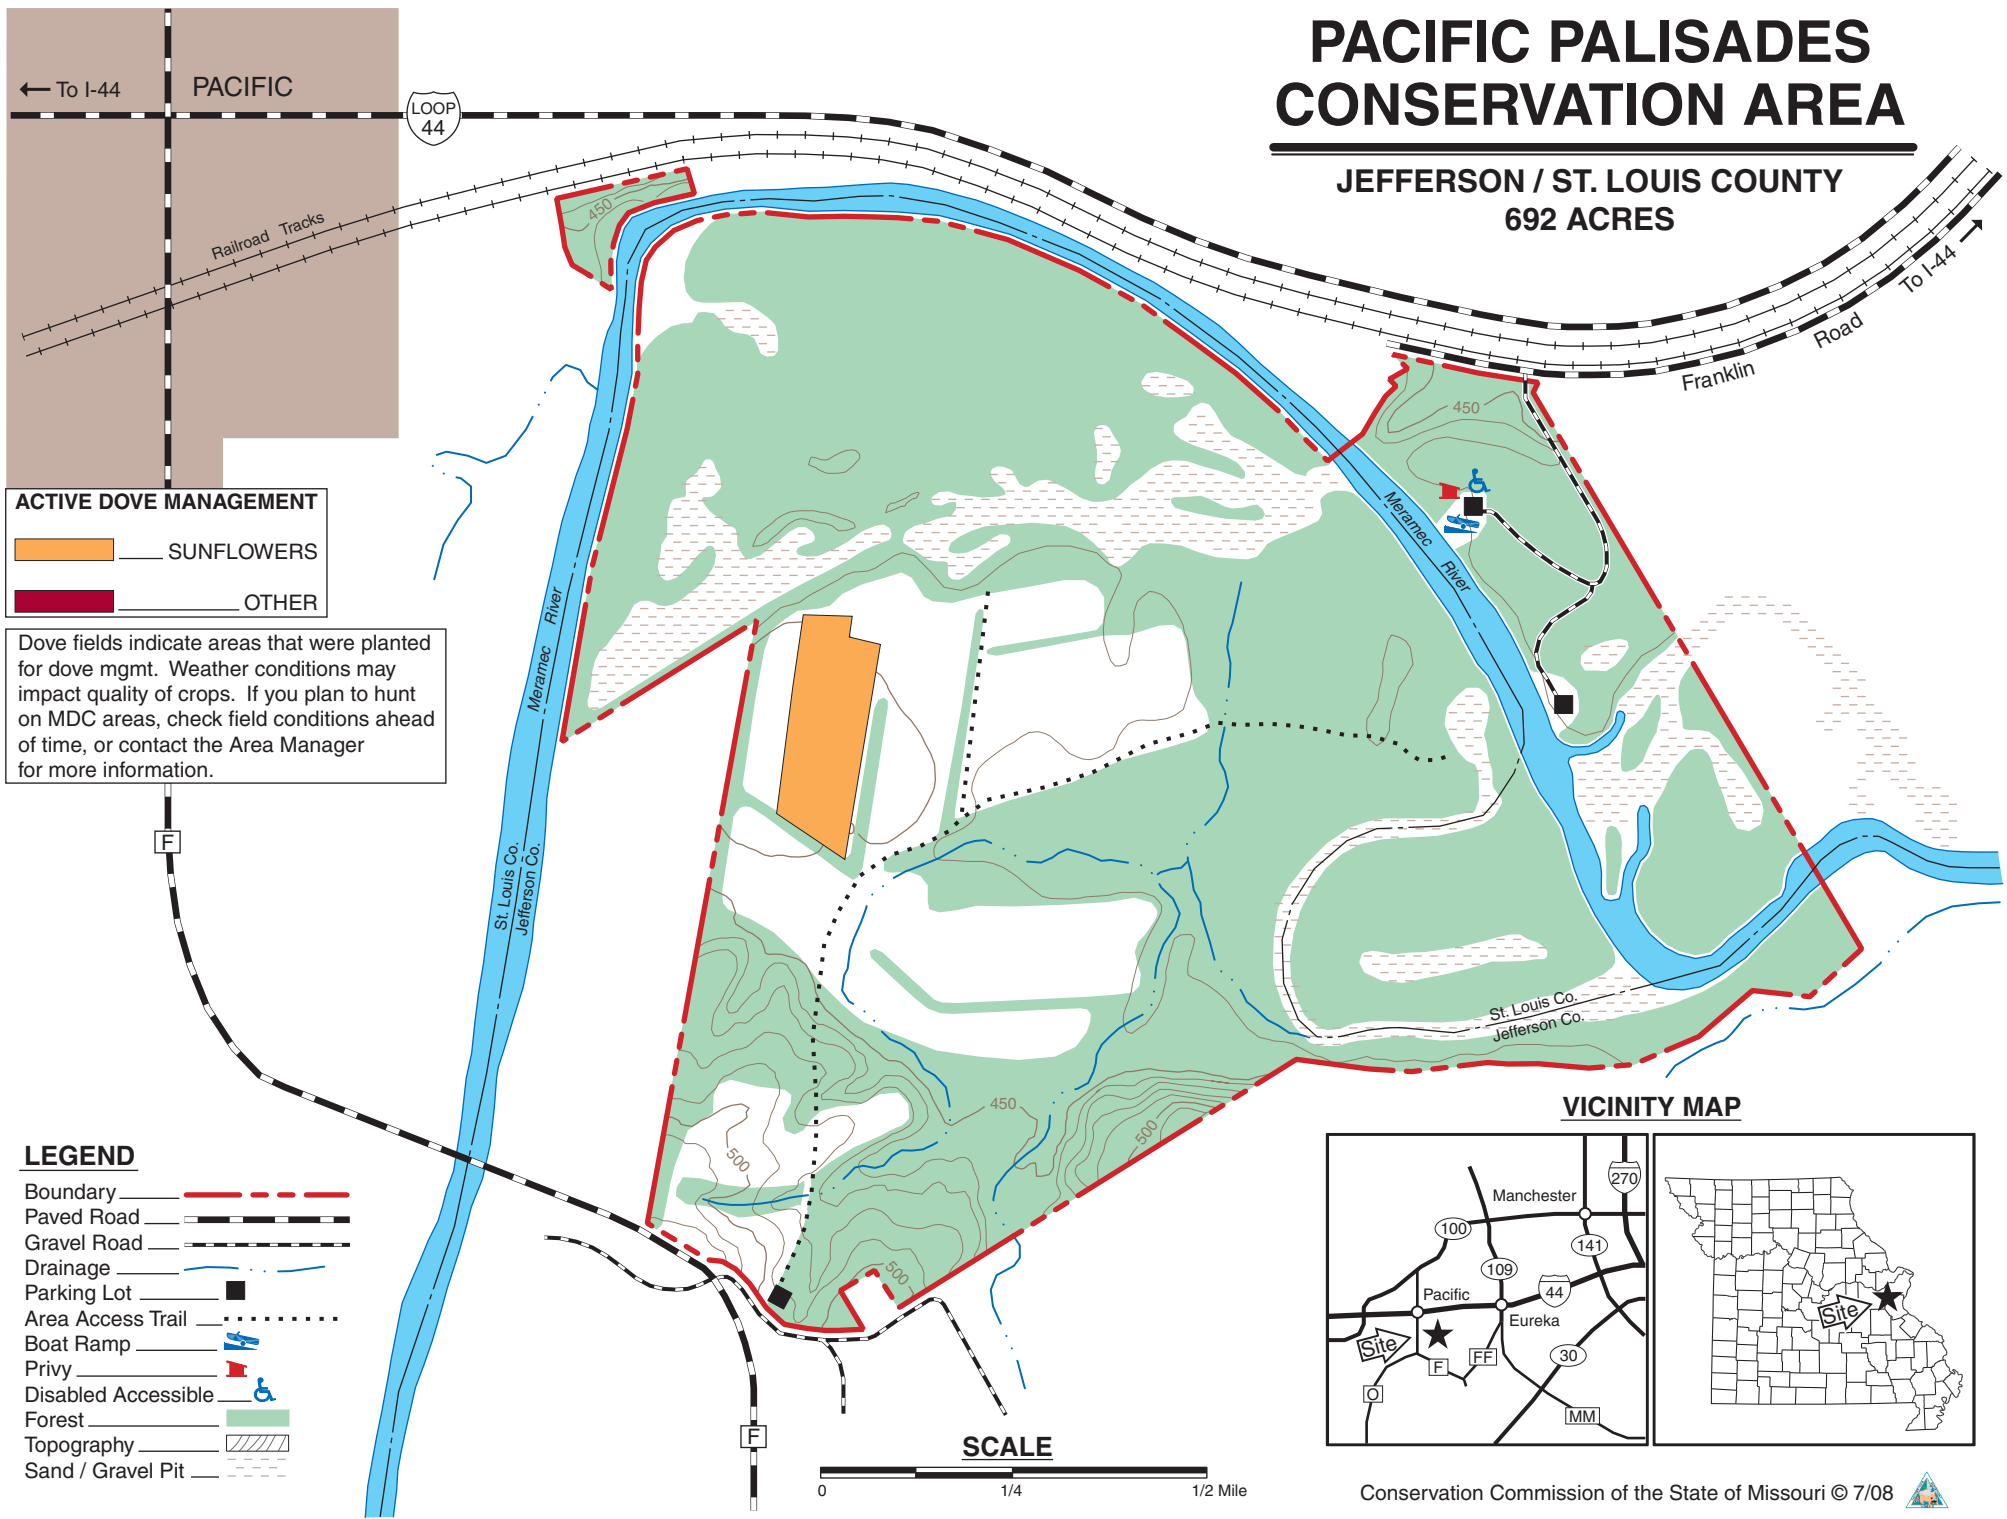 PACIFIC PALISADES
CONSERVATION AREA
JEFFERSON / ST. LOUIS COUNTY
692 ACRES
To I-44
PACIFIC
LOOP
44
Railroad Tracks
450
To I-44
Franklin Road
450
ACTIVE DOVE MANAGEMENT
SUNFLOWERS
OTHER
Dove fields indicate areas that were planted
for dove mgmt. Weather conditions may
impact quality of crops. If you plan to hunt
on MDC areas, check field conditions ahead
of time, or contact the Area Manager
for more information.
Meramec River
Meramec River
F
St. Louis Co.
Jefferson Co.
St. Louis Co.
Jefferson Co.
450
500
500
500
F
LEGEND
Boundary
Paved Road
Gravel Road
Drainage
Parking Lot
Area Access Trail
Boat Ramp
Privy
Disabled Accessible
Forest
Topography
Sand / Gravel Pit
SCALE
0 1/4 1/2 Mile
VICINITY MAP
270
Manchester
100
141
109
44
Pacific
Eureka
Site
F
FF
30
O
MM
Site
Conservation Commission of the State of Missouri © 7/08